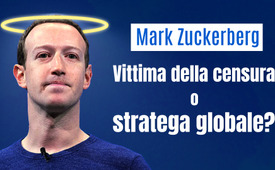 Mark Zuckerberg
Vittima della censura
o
stratega globale?